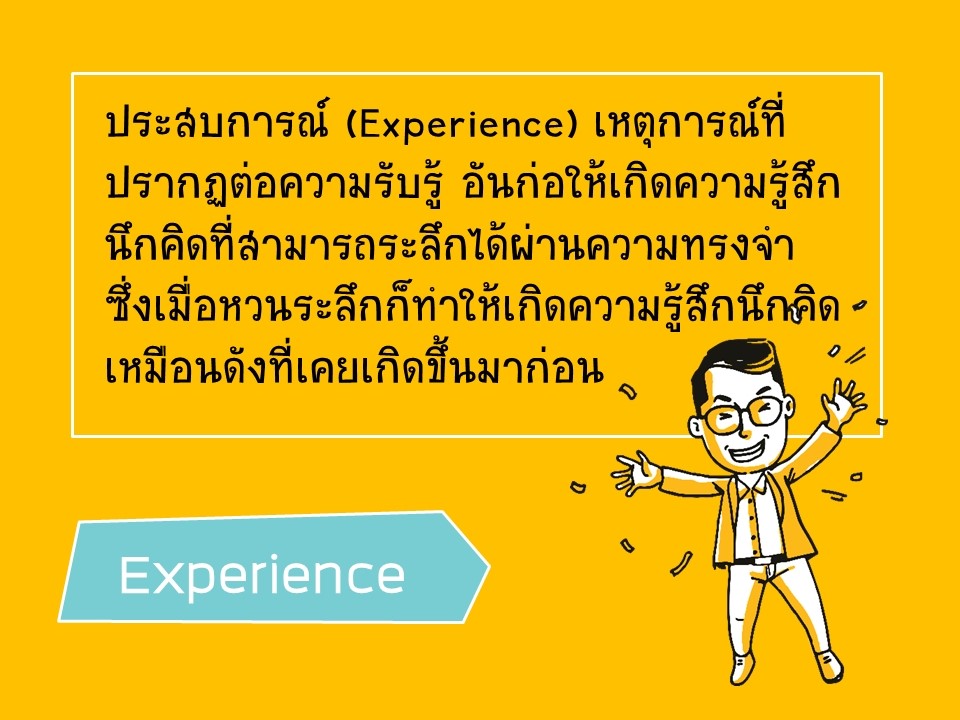 ประสบการณ์ (Experience) เหตุการณ์ที่
ปรากฏต่อความรับรู้ อันก่อให้เกิดความรู้สึก
นึกคิดที่สามารถระลึกได้ผ่านความทรงจำ
ซึ่งเมื่อหวนระลึกก็ทำให้เกิดความรู้สึกนึกคิด
เหมือนดังที่เคยเกิดขึ้นมาก่อน
Experience